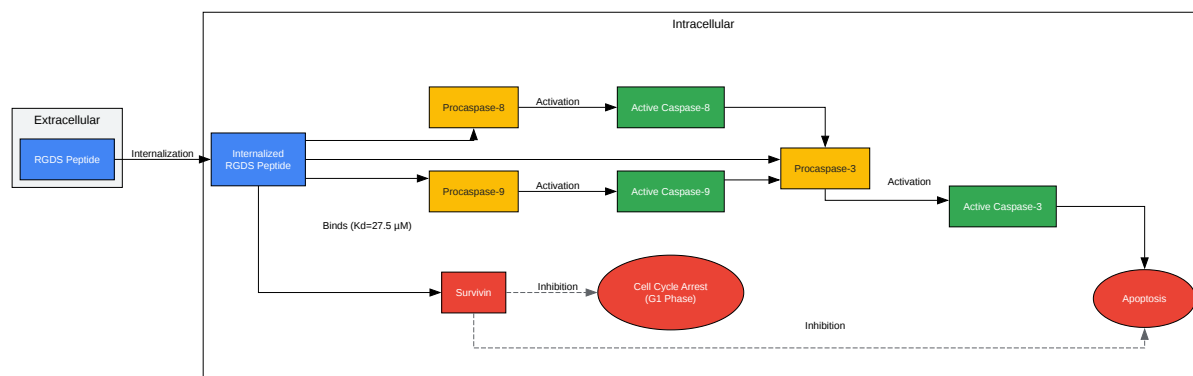 Intracellular
Extracellular
RGDS Peptide
Internalization
Internalized
RGDS Peptide
Procaspase-8
Activation
Active Caspase-8
Procaspase-3
Procaspase-9
Activation
Active Caspase-9
Activation
Active Caspase-3
Binds (Kd=27.5 µM)
Survivin
Inhibition
Cell Cycle Arrest
(G1 Phase)
Apoptosis
Inhibition